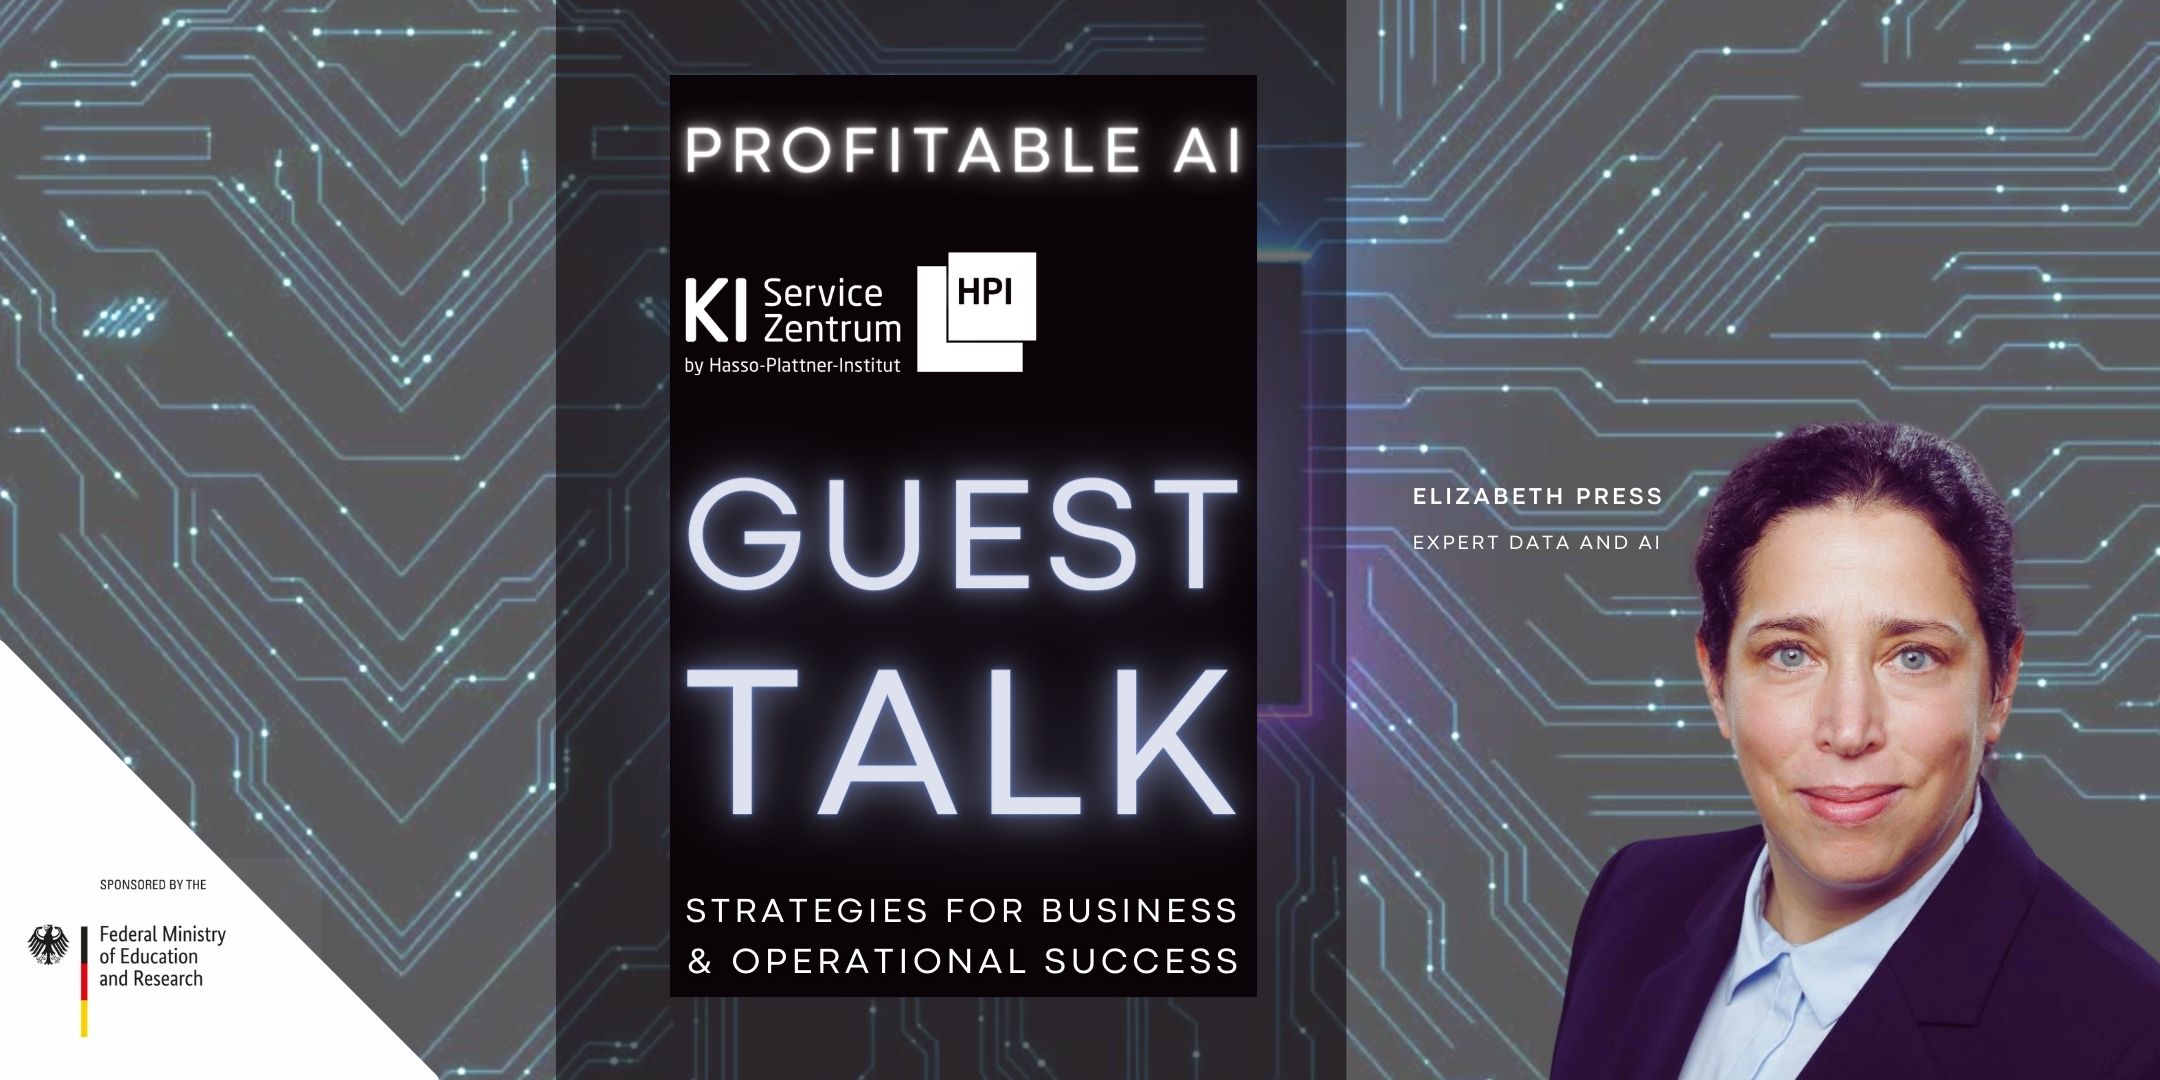 PROFITABLE AI
KI Service
Zentrum
by Hasso-Plattner-Institut
HPI
GUEST
TALK
STRATEGIES FOR BUSINESS
& OPERATIONAL SUCCESS
ELIZABETH PRESS
EXPERT DATA AND AI
SPONSORED BY THE
Federal Ministry
of Education
and Research